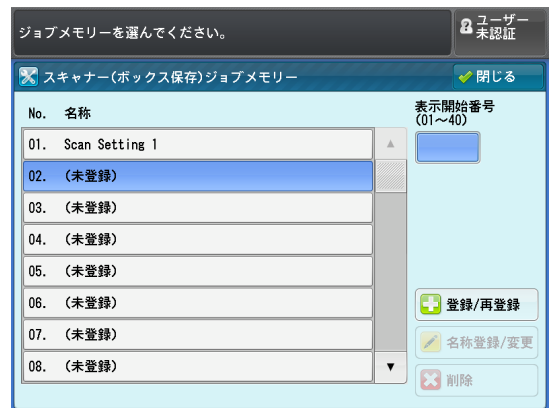 ジョブメモリーを選んでください。
ユーザー
未認証
スキャナー(ボックス保存)ジョブメモリー
閉じる
No. 名称
表示開始番号
(01~40)
01. Scan Setting 1
02. (未登録)
03. (未登録)
04. (未登録)
05. (未登録)
06. (未登録)
07. (未登録)
08. (未登録)
登録/再登録
名称登録/変更
削除